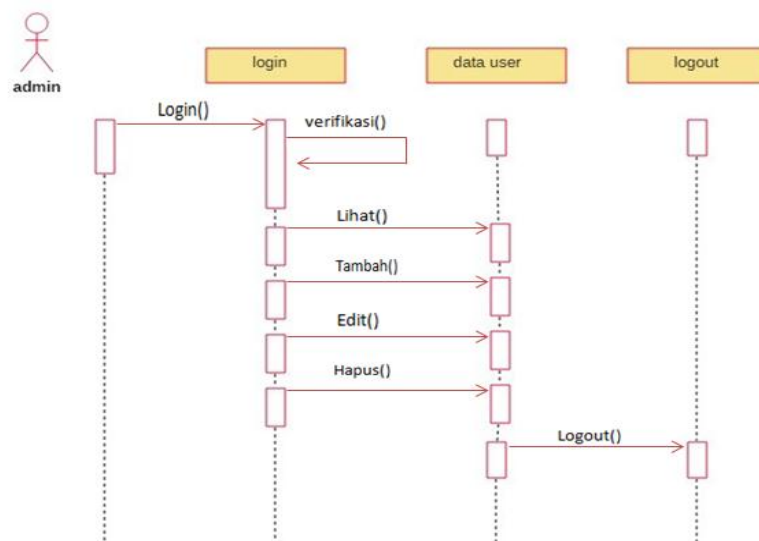 admin
login
data user
logout
Login()
verifikasi()
Lihat()
Tambah()
Edit()
Hapus()
Logout()